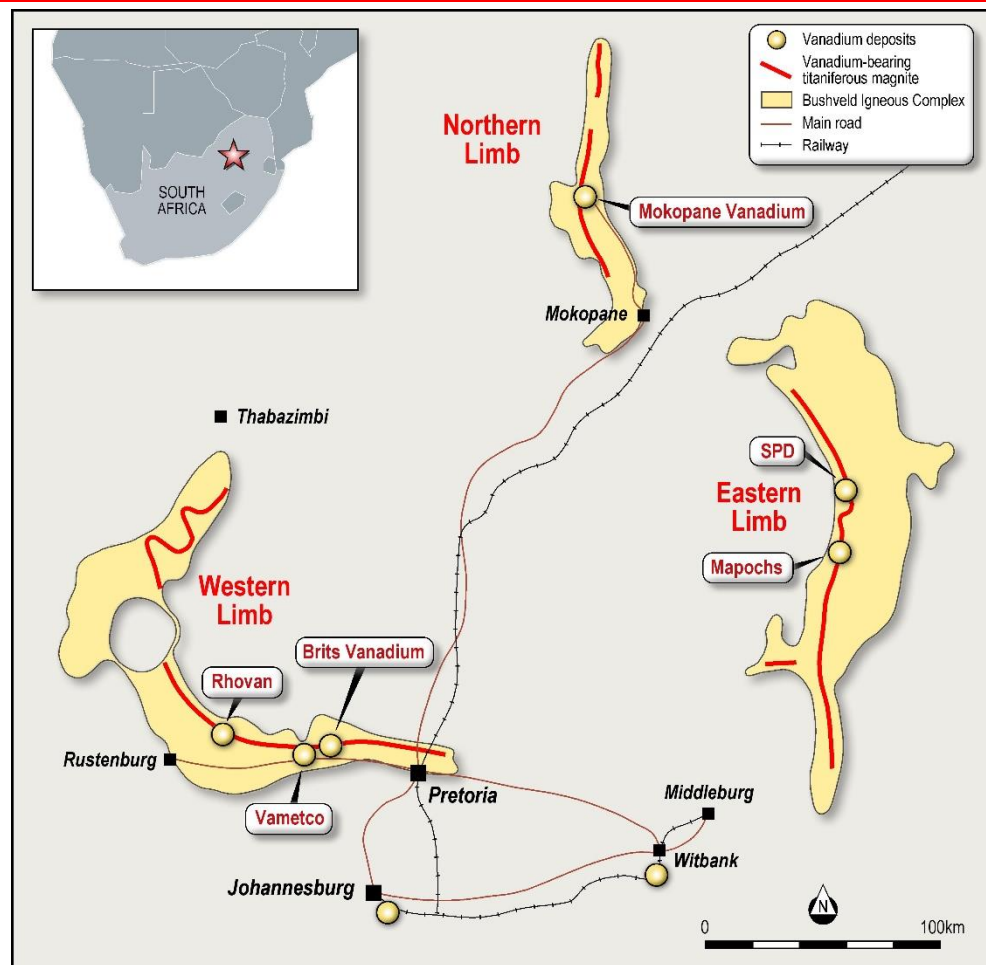 SOUTH
AFRICA
Vanadium deposits
Vanadium-bearing
titaniferous magnite
Bushveld Igneous Complex
Main road
Railway
Northern
Limb
Mokopane Vanadium
Mokopane
Thabazimbi
SPD
Eastern
Limb
Mapochs
Western
Limb
Brits Vanadium
Rhovan
Rustenburg
Vametco
Pretoria
Middleburg
Witbank
Johannesburg
N
0
100km